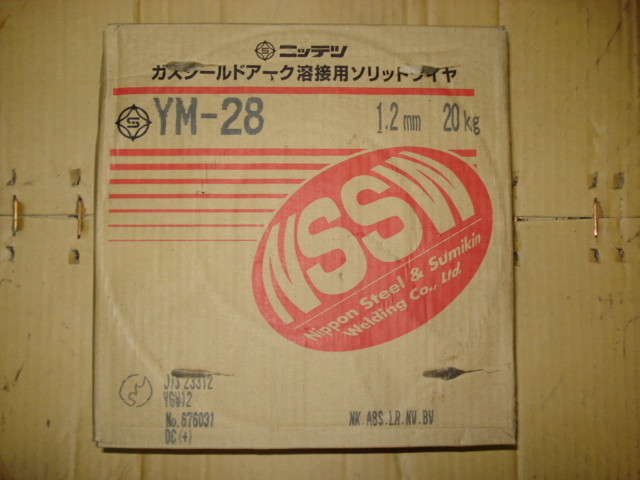 ニッテツ
ガスシールドアーク溶接用ソリッドワイヤ
S YM-28 1.2mm 20kg
NSSW
Nippon Steel & Sumikin
Welding Co., Ltd.
JIS Z3312
YGW12
No.676031
DC(+)
NK.ABS.LR.NV.BV